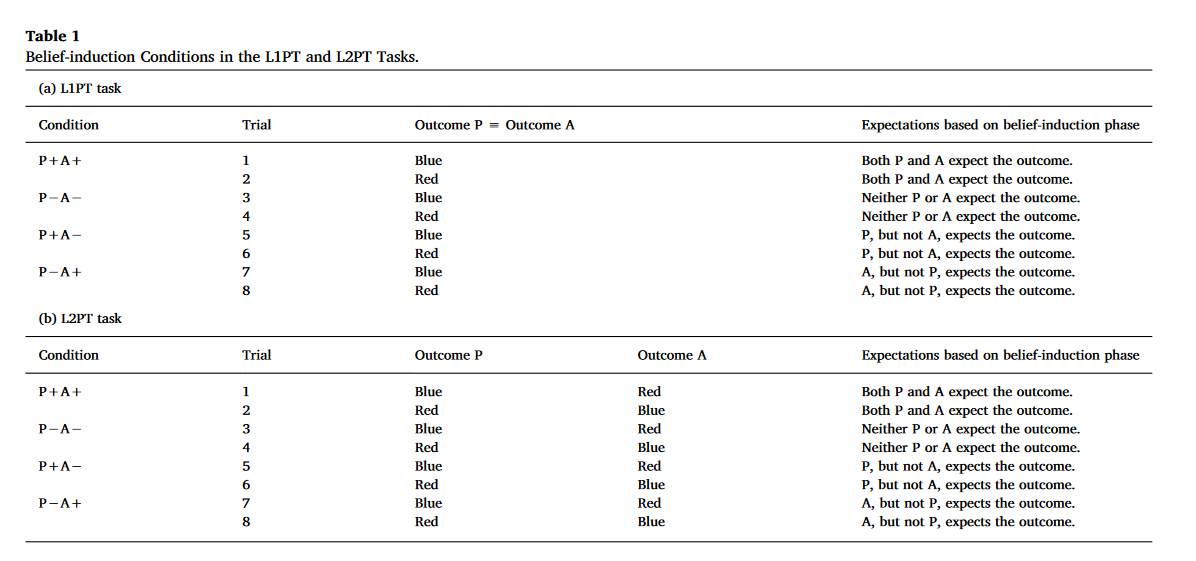 Table 1
Belief-induction Conditions in the L1PT and L2PT Tasks.
(a) L1PT task
Condition Trial Outcome P = Outcome A Expectations based on belief-induction phase
P+A+ 1 Blue Both P and A expect the outcome.
2 Red Both P and A expect the outcome.
P−A− 3 Blue Neither P or A expect the outcome.
4 Red Neither P or A expect the outcome.
P+A− 5 Blue P, but not A, expects the outcome.
6 Red P, but not A, expects the outcome.
P−A+ 7 Blue A, but not P, expects the outcome.
8 Red A, but not P, expects the outcome.
(b) L2PT task
Condition Trial Outcome P Outcome A Expectations based on belief-induction phase
P+A+ 1 Blue Red Both P and A expect the outcome.
2 Red Blue Both P and A expect the outcome.
P−A− 3 Blue Red Neither P or A expect the outcome.
4 Red Blue Neither P or A expect the outcome.
P+A− 5 Blue Red P, but not A, expects the outcome.
6 Red Blue P, but not A, expects the outcome.
P−A+ 7 Blue Red A, but not P, expects the outcome.
8 Red Blue A, but not P, expects the outcome.